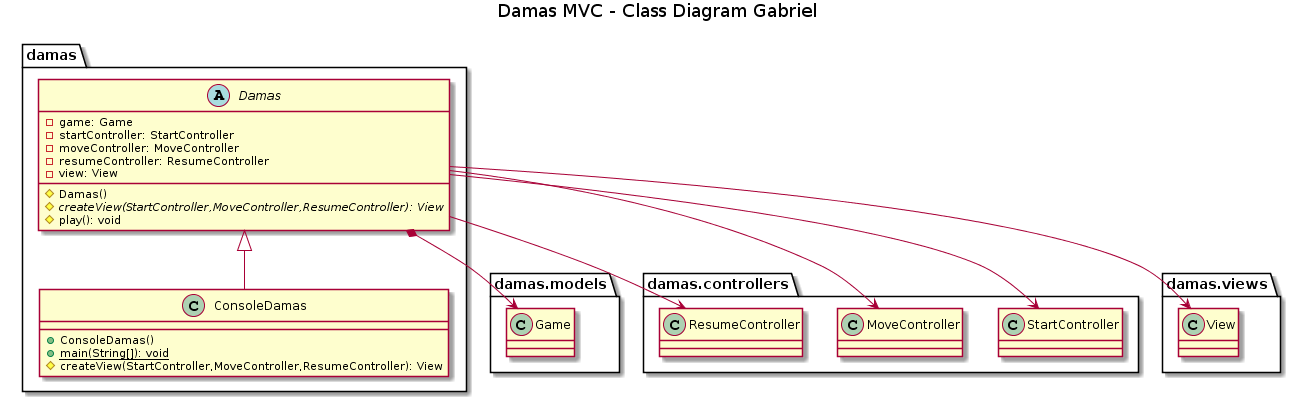 Damas MVC - Class Diagram Gabriel
damas
A Damas
game: Game
startController: StartController
moveController: MoveController
resumeController: ResumeController
view: View
Damas()
createView(StartController,MoveController,ResumeController): View
play(): void
C ConsoleDamas
ConsoleDamas()
main(String[]): void
createView(StartController,MoveController,ResumeController): View
damas.models
C Game
damas.controllers
C ResumeController
C MoveController
C StartController
damas.views
C View